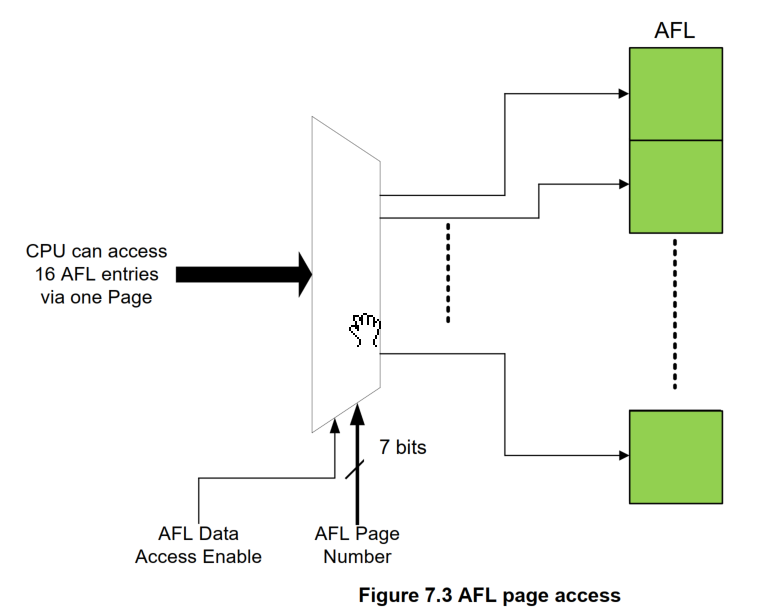 AFL
CPU can access
16 AFL entries
via one Page
7 bits
AFL Data
Access Enable
AFL Page
Number
Figure 7.3 AFL page access